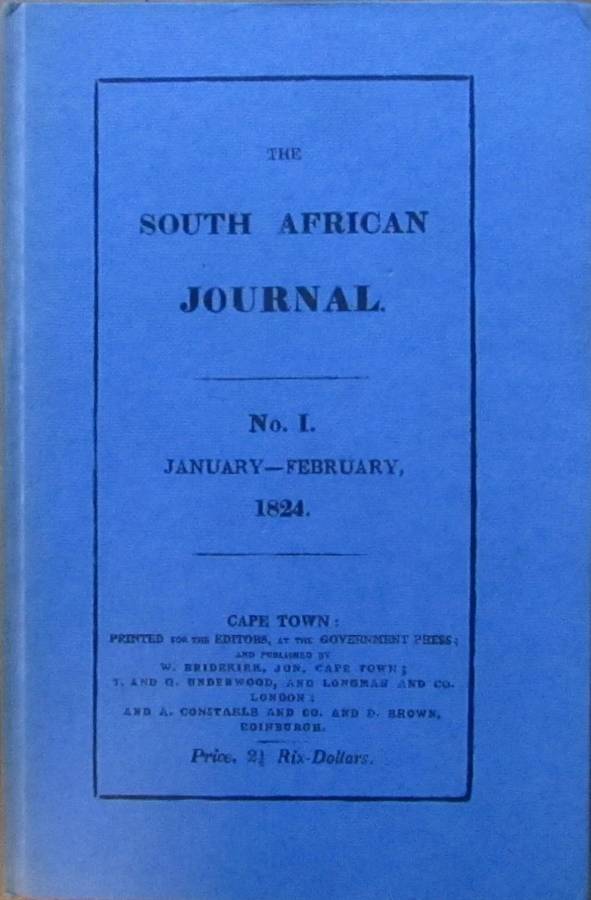 THE
SOUTH AFRICAN
JOURNAL.
No. I.
JANUARY—FEBRUARY,
1824.
CAPE TOWN:
PRINTED FOR THE EDITORS, AT THE GOVERNMENT PRESS;
AND PUBLISHED BY
W. BRIDEKIRK, JUN. CAPE TOWN;
T. AND G. UNDERWOOD, AND LONGMAN AND CO.
LONDON;
AND A. CONSTABLE AND CO. AND D. BROWN,
EDINBURGH.
Price, 2½ Rix-Dollars.